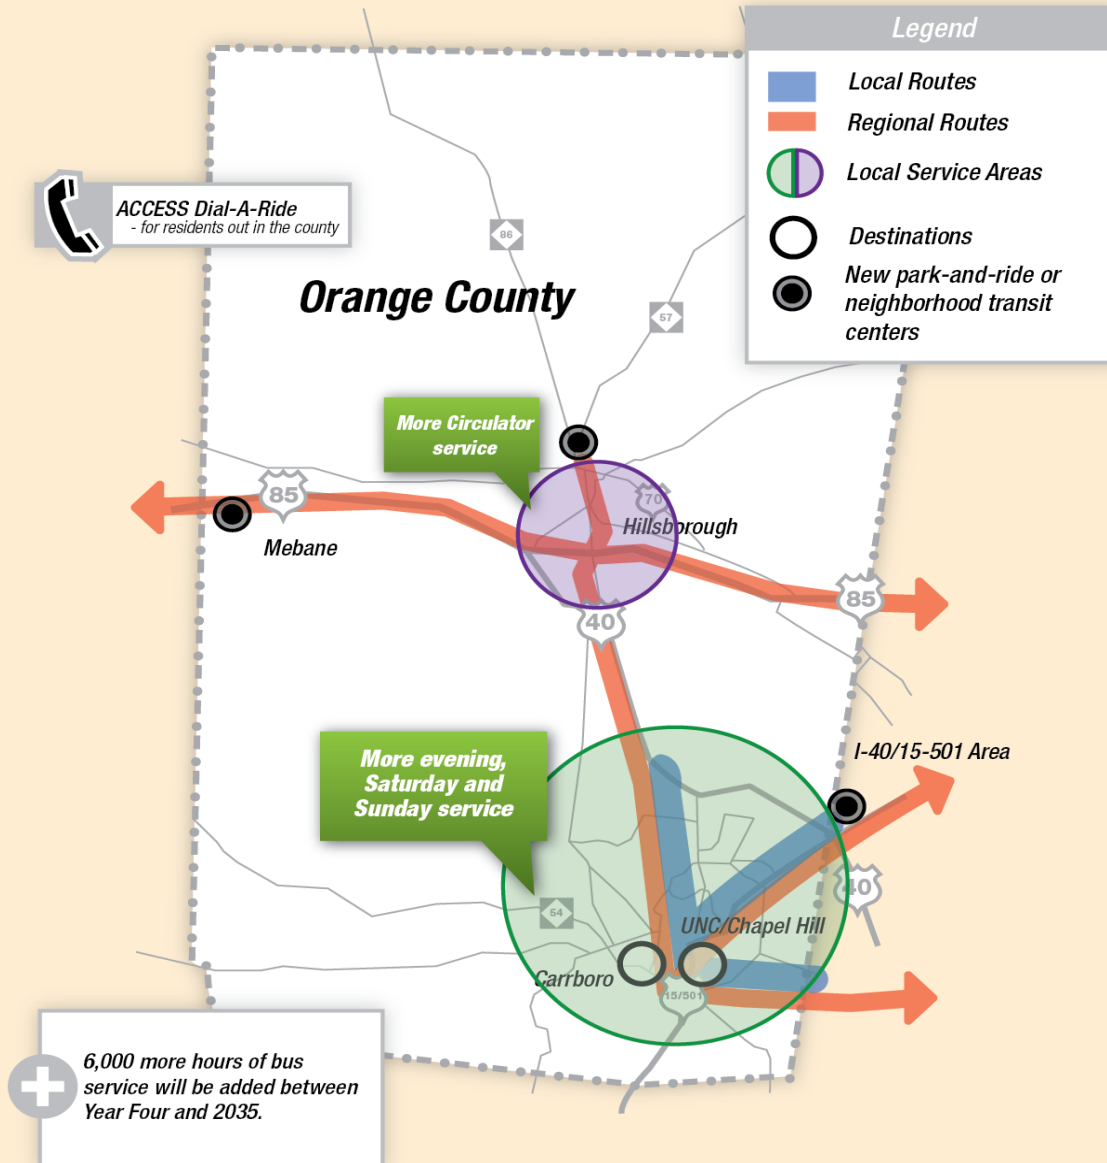 Legend
Local Routes
Regional Routes
Local Service Areas
Destinations
New park-and-ride or
neighborhood transit
centers
ACCESS Dial-A-Ride
- for residents out in the county
86
Orange County
57
More Circulator
service
85
70
Hillsborough
Mebane
85
40
More evening,
Saturday and
Sunday service
I-40/15-501 Area
40
54
UNC/Chapel Hill
Carrboro
15/501
6,000 more hours of bus
service will be added between
Year Four and 2035.